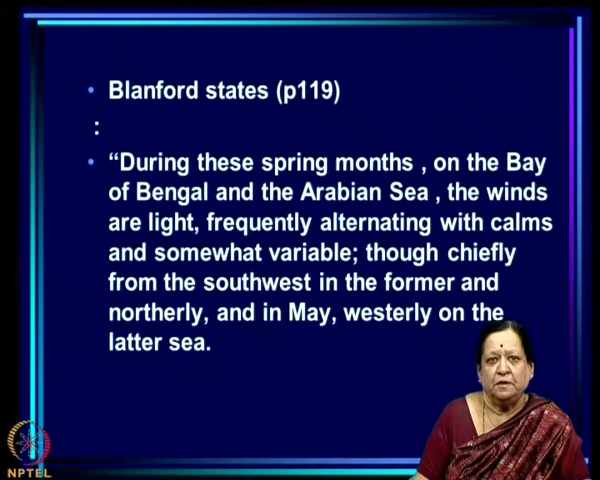 • Blanford states (p119)
:
• “During these spring months , on the Bay
of Bengal and the Arabian Sea , the winds
are light, frequently alternating with calms
and somewhat variable; though chiefly
from the southwest in the former and
northerly, and in May, westerly on the
latter sea.
NPTEL